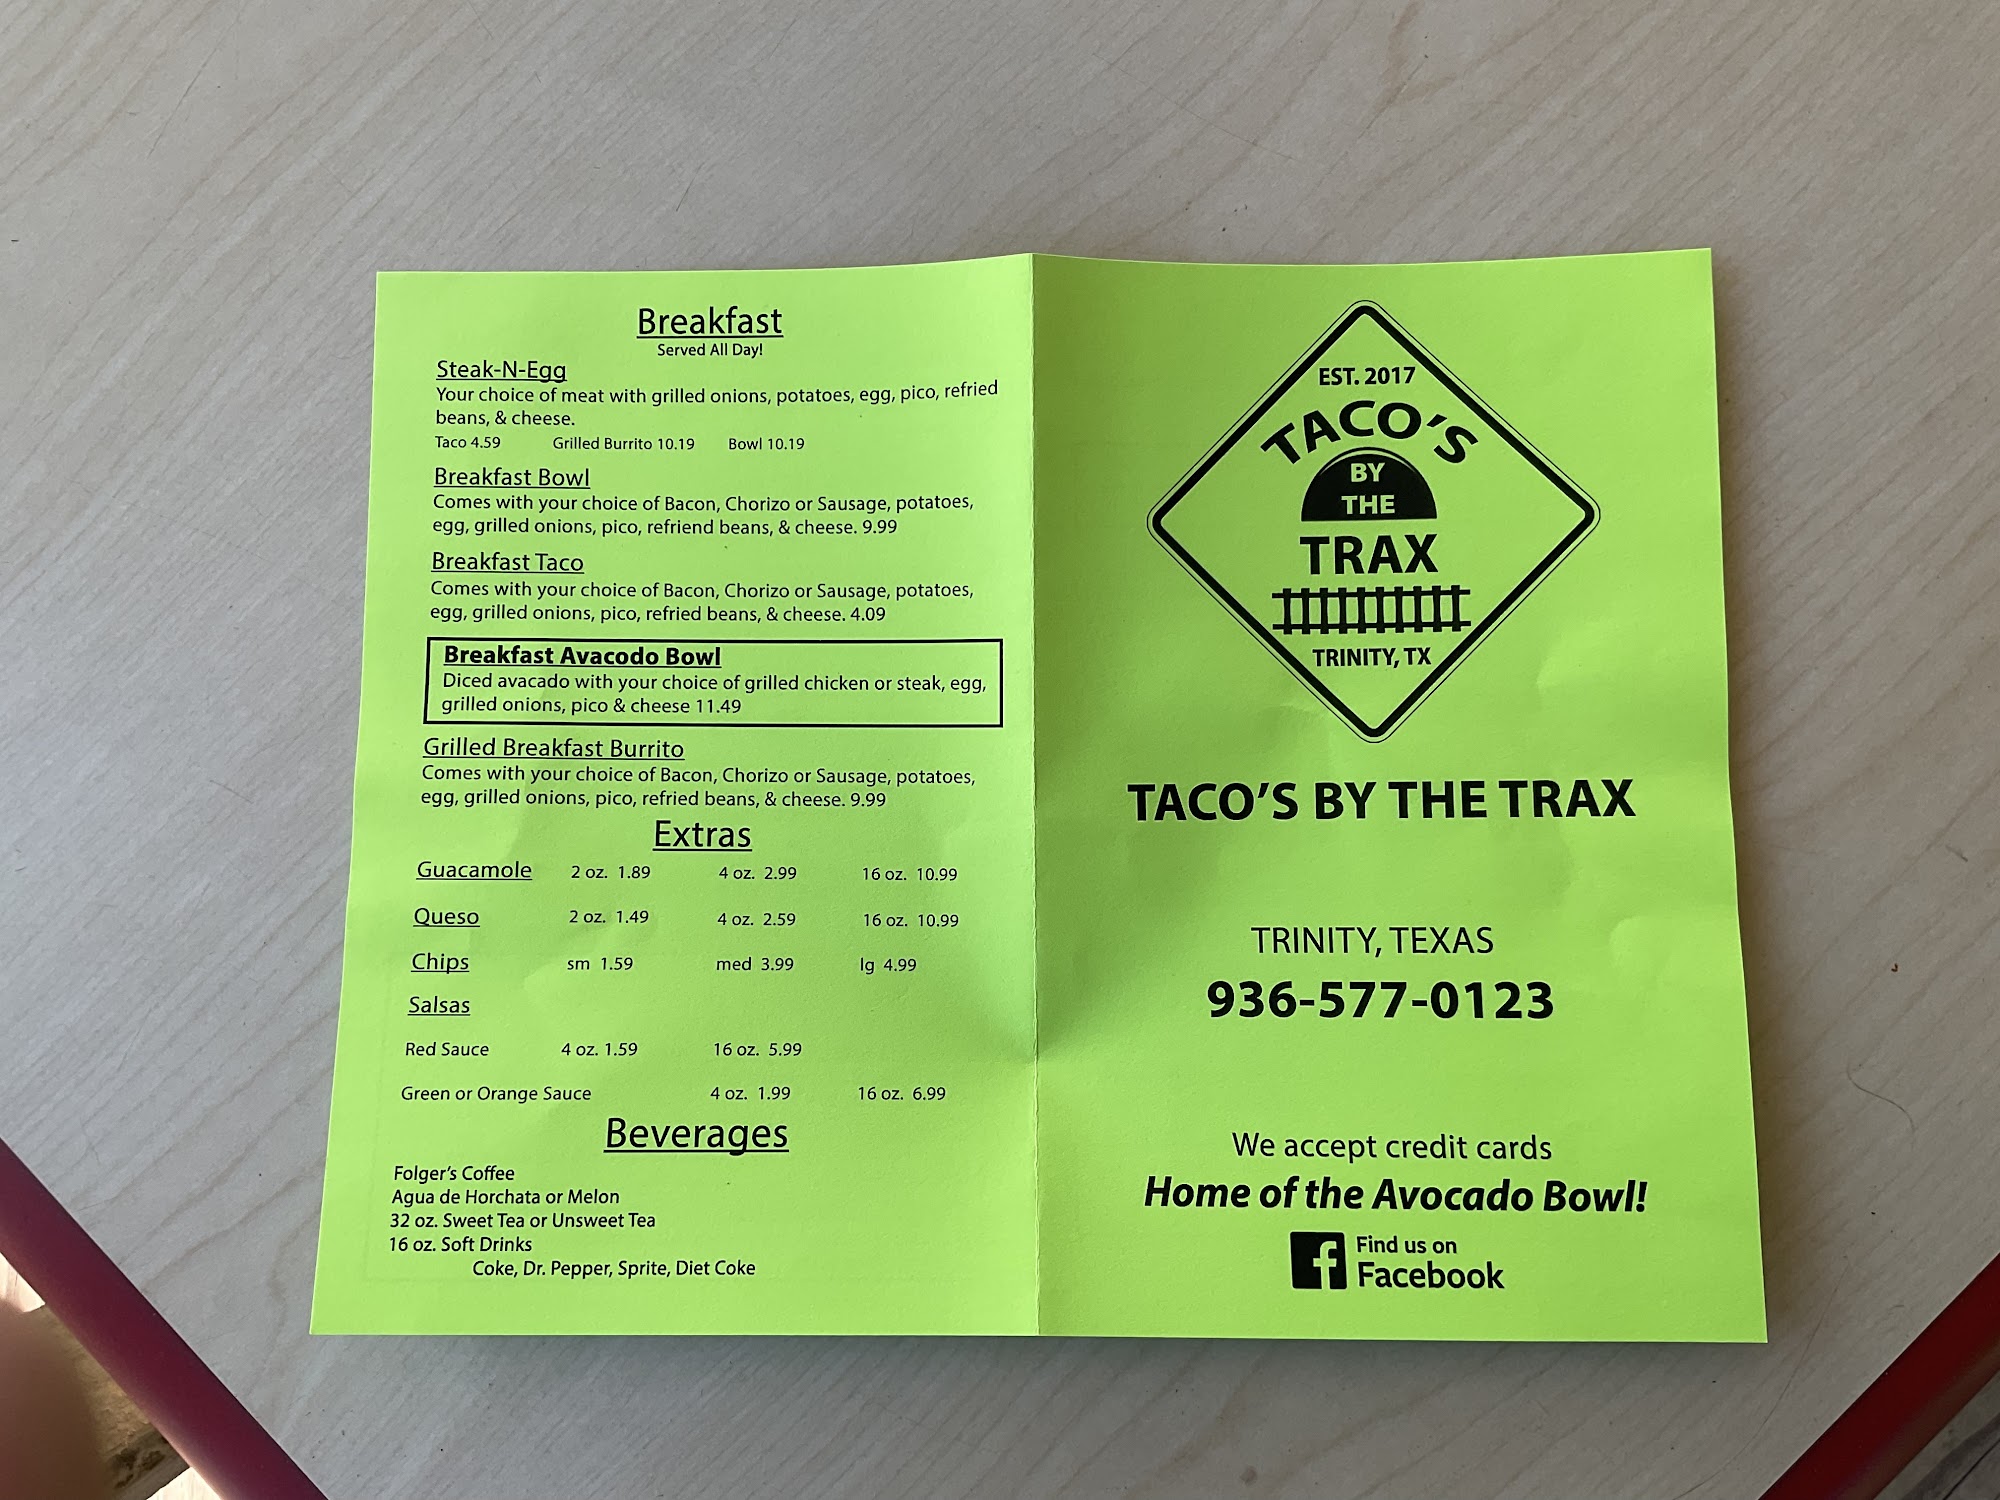 Breakfast
Served All Day!
Steak-N-Egg
Your choice of meat with grilled onions, potatoes, egg, pico, refried
beans, & cheese.
Taco 4.59 Grilled Burrito 10.19 Bowl 10.19
Breakfast Bowl
Comes with your choice of Bacon, Chorizo or Sausage, potatoes,
egg, grilled onions, pico, refriend beans, & cheese. 9.99
Breakfast Taco
Comes with your choice of Bacon, Chorizo or Sausage, potatoes,
egg, grilled onions, pico, refried beans, & cheese. 4.09
Breakfast Avacodo Bowl
Diced avacado with your choice of grilled chicken or steak, egg,
grilled onions, pico & cheese 11.49
Grilled Breakfast Burrito
Comes with your choice of Bacon, Chorizo or Sausage, potatoes,
egg, grilled onions, pico, refried beans, & cheese. 9.99
Extras
Guacamole 2 oz. 1.89 4 oz. 2.99 16 oz. 10.99
Queso 2 oz. 1.49 4 oz. 2.59 16 oz. 10.99
Chips sm 1.59 med 3.99 lg 4.99
Salsas
Red Sauce 4 oz. 1.59 16 oz. 5.99
Green or Orange Sauce 4 oz. 1.99 16 oz. 6.99
Beverages
Folger's Coffee
Agua de Horchata or Melon
32 oz. Sweet Tea or Unsweet Tea
16 oz. Soft Drinks
Coke, Dr. Pepper, Sprite, Diet Coke
EST. 2017
TACO'S
BY
THE
TRAX
TRINITY, TX
TACO'S BY THE TRAX
TRINITY, TEXAS
936-577-0123
We accept credit cards
Home of the Avocado Bowl!
f Find us on
Facebook